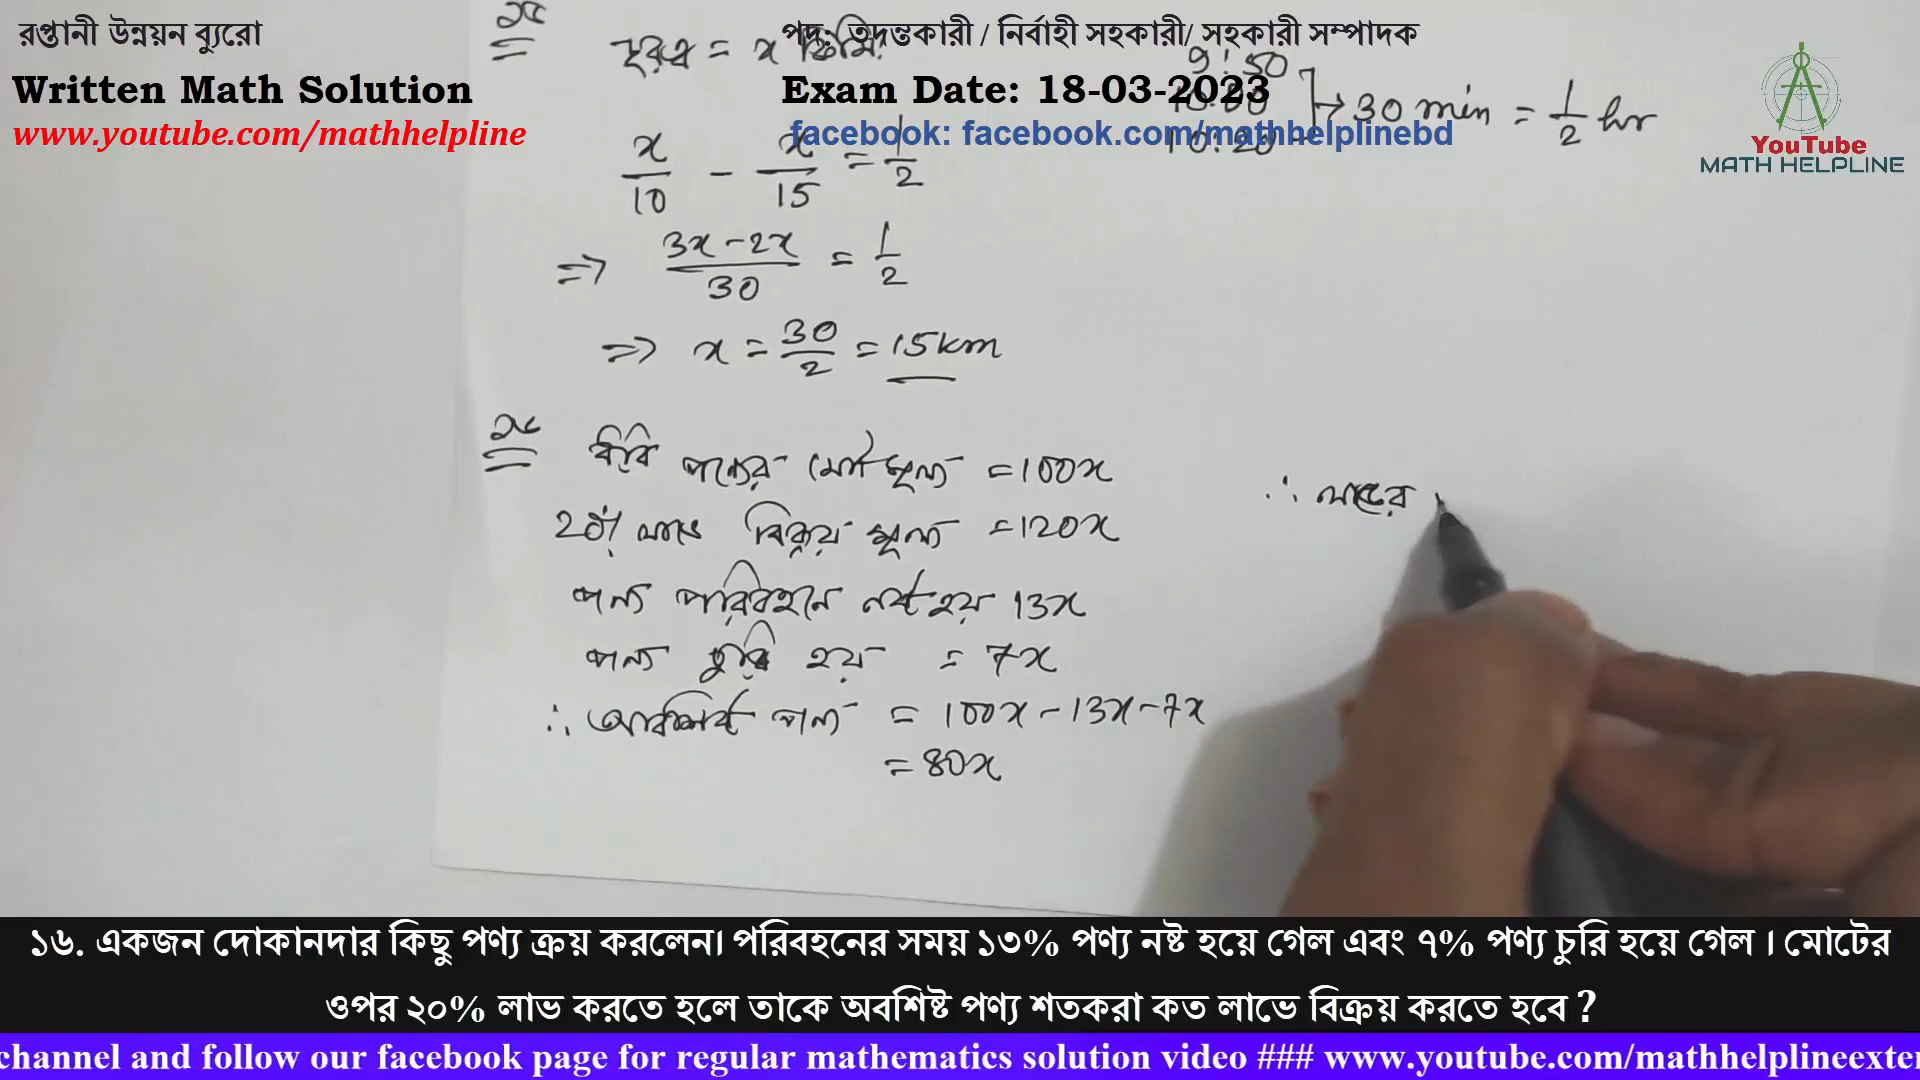 রপ্তানী উন্নয়ন ব্যুরো
পদ: তদন্তকারী / নির্বাহী সহকারী/ সহকারী সম্পাদক
Written Math Solution
Exam Date: 18-03-2023
www.youtube.com/mathhelpline
facebook: facebook.com/mathhelplinebd
YouTube
MATH HELPLINE
১৫
দূরত্ব = x কিমি
9:50
10:20
→ 30 min = 1/2 hr
x/10 - x/15 = 1/2
=> (3x-2x)/30 = 1/2
=> x = 30/2 = 15km
১৬
ধরি পণ্যের মোট মূল্য = 100x
20% লাভে বিক্রয় মূল্য = 120x
পণ্য পরিবহনে নষ্ট হয় 13x
পণ্য চুরি হয় = 7x
∴ অবশিষ্ট পণ্য = 100x - 13x - 7x
= 80x
∴ লাভের
১৬. একজন দোকানদার কিছু পণ্য ক্রয় করলেন। পরিবহনের সময় ১৩% পণ্য নষ্ট হয়ে গেল এবং ৭% পণ্য চুরি হয়ে গেল। মোটের
ওপর ২০% লাভ করতে হলে তাকে অবশিষ্ট পণ্য শতকরা কত লাভে বিক্রয় করতে হবে?
channel and follow our facebook page for regular mathematics solution video ### www.youtube.com/mathhelplineexter